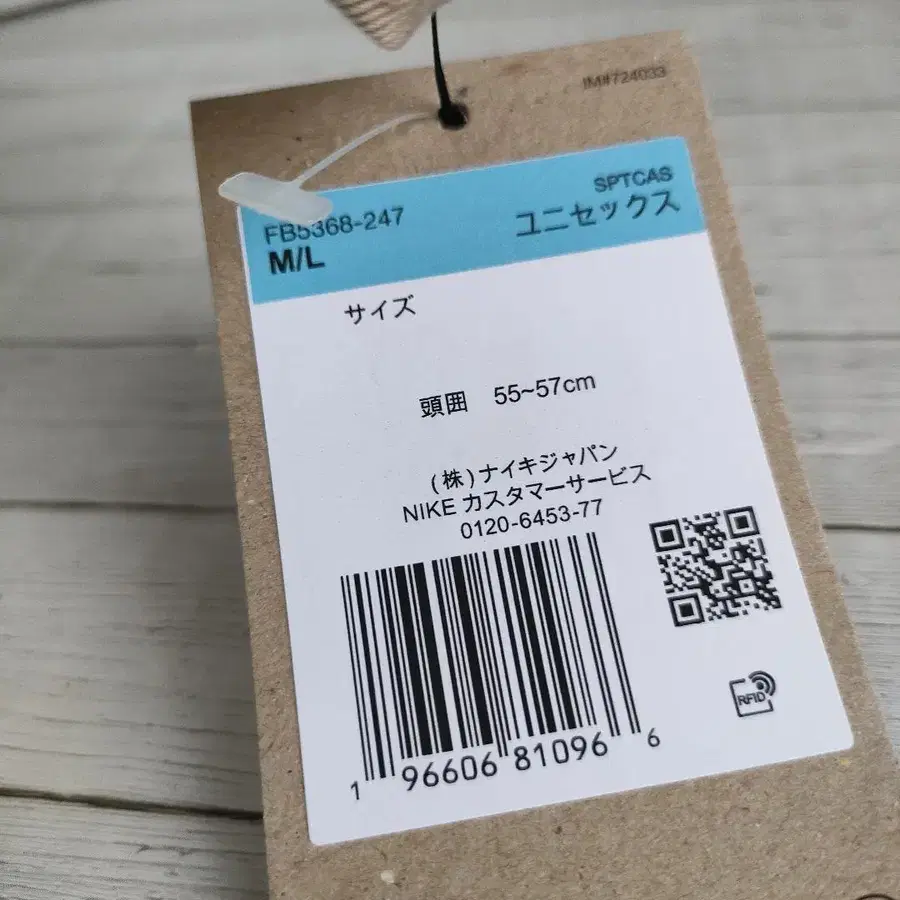 IM#724033
SPTCAS
FB5368-247
ユニセックス
M/L
サイズ
頭囲 55~57cm
(株)ナイキジャパン
NIKE カスタマーサービス
0120-6453-77
1 96606 81096 6
RFID